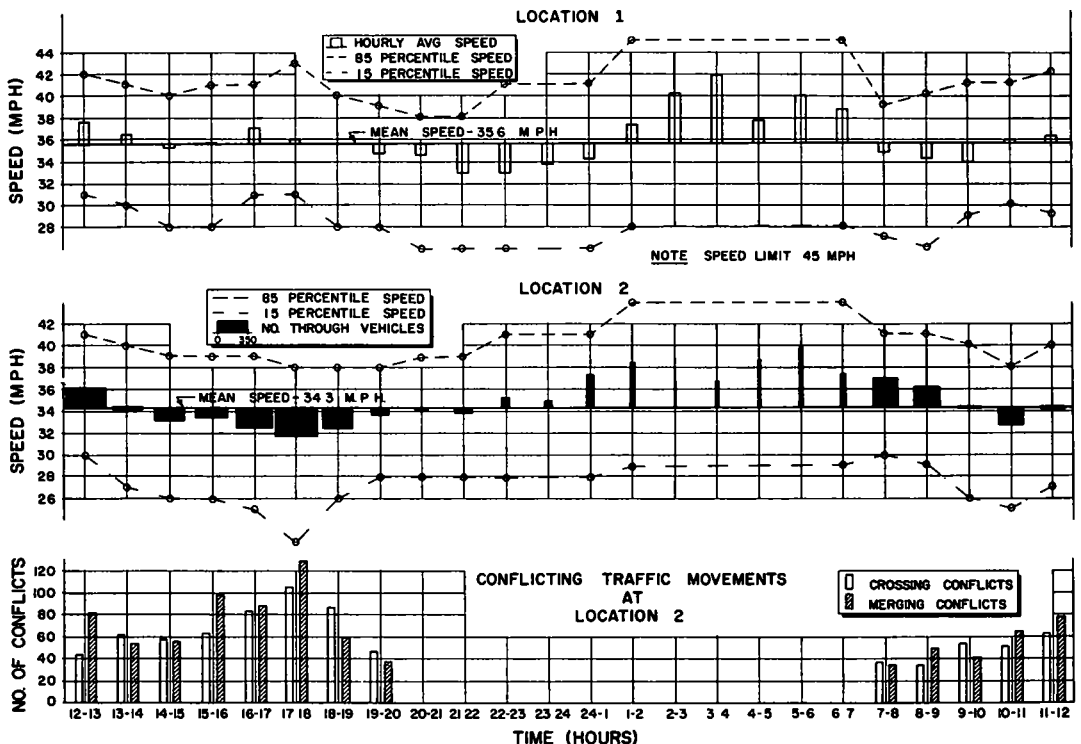 LOCATION 1
HOURLY AVG SPEED
85 PERCENTILE SPEED
15 PERCENTILE SPEED
44
42
40
38
36
34
32
30
28
SPEED (MPH)
MEAN SPEED-35 6 M P H
NOTE SPEED LIMIT 45 MPH
LOCATION 2
85 PERCENTILE SPEED
15 PERCENTILE SPEED
NO. THROUGH VEHICLES
0 350
42
40
38
36
34
32
30
28
26
SPEED (MPH)
MEAN SPEED-34 3 M. P H.
CONFLICTING TRAFFIC MOVEMENTS
AT
LOCATION 2
CROSSING CONFLICTS
MERGING CONFLICTS
120
100
80
60
40
20
0
NO. OF CONFLICTS
12-13 13-14 14-15 15-16 16-17 17 18 18-19 19-20 20-21 21 22 22-23 23 24 24-1 1-2 2-3 3 4 4-5 5-6 6 7 7-8 8-9 9-10 10-11 11-12
TIME (HOURS)